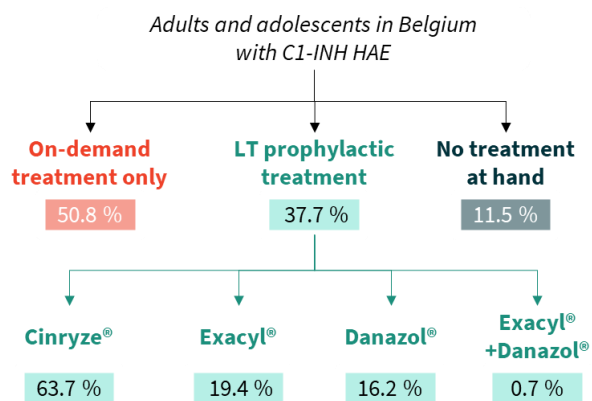 Adults and adolescents in Belgium
with C1-INH HAE
On-demand
treatment only
50.8 %
LT prophylactic
treatment
37.7 %
No treatment
at hand
11.5 %
Cinryze®
63.7 %
Exacyl®
19.4 %
Danazol®
16.2 %
Exacyl®
+Danazol®
0.7 %